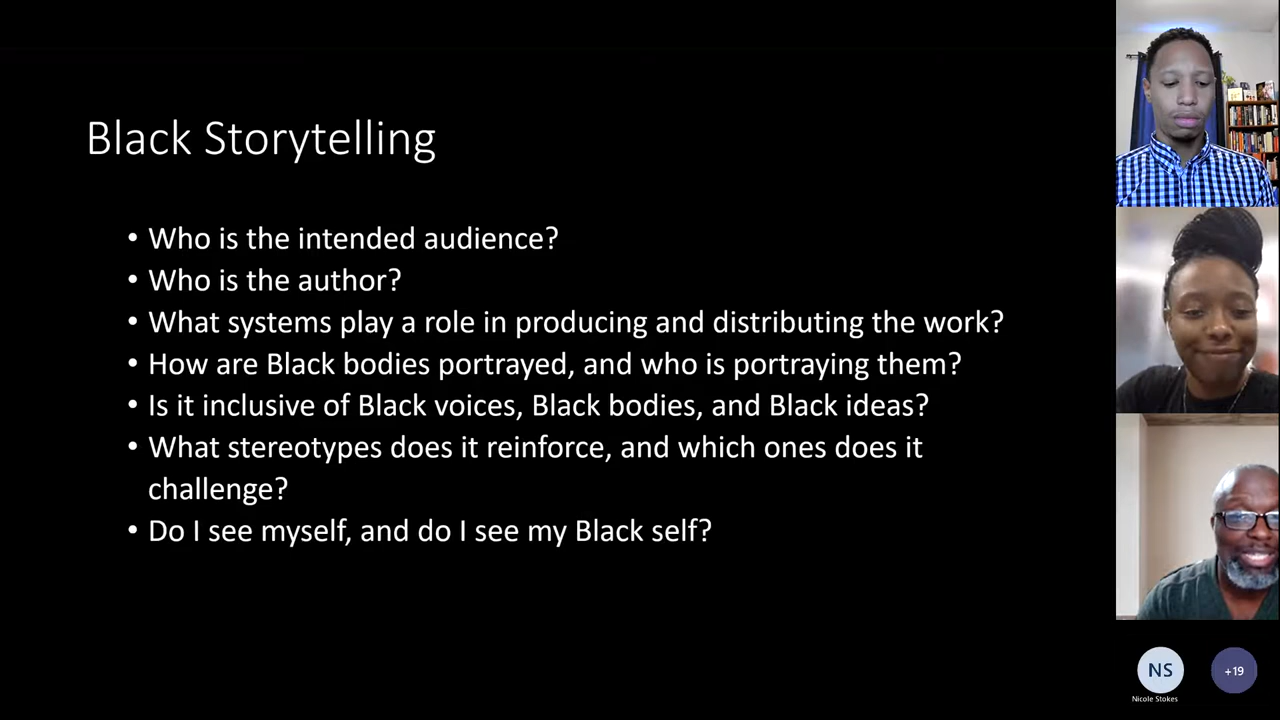 Black Storytelling
• Who is the intended audience?
• Who is the author?
• What systems play a role in producing and distributing the work?
• How are Black bodies portrayed, and who is portraying them?
• Is it inclusive of Black voices, Black bodies, and Black ideas?
• What stereotypes does it reinforce, and which ones does it
challenge?
• Do I see myself, and do I see my Black self?
NS
+19
Nicole Stokes